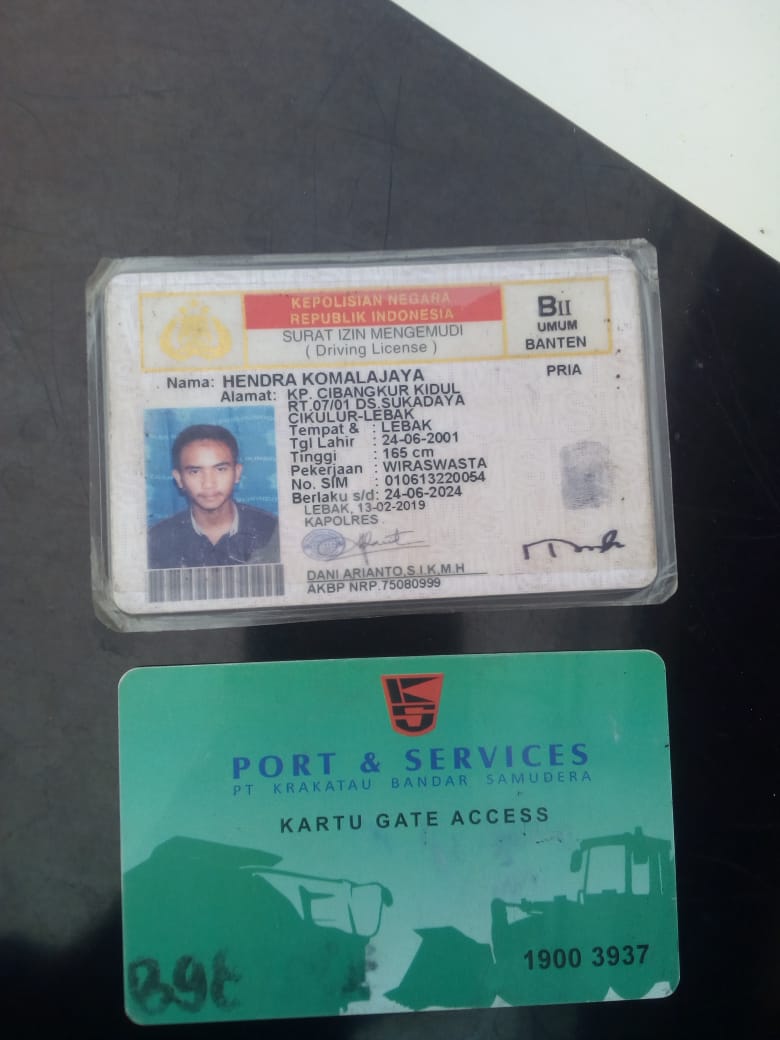 KEPOLISIAN NEGARA
REPUBLIK INDONESIA
SURAT IZIN MENGEMUDI
( Driving License )
BII
UMUM
BANTEN
PRIA
Nama: HENDRA KOMALAJAYA
Alamat: KP. CIBANGKUR KIDUL
RT.07/01 DS.SUKADAYA
CIKULUR-LEBAK
Tempat & : LEBAK
Tgl Lahir : 24-06-2001
Tinggi : 165 cm
Pekerjaan : WIRASWASTA
No. SIM : 010613220054
Berlaku s/d: 24-06-2024
LEBAK, 13-02-2019
KAPOLRES
DANI ARIANTO,S.I.K,M.H
AKBP NRP.75080999
KS
PORT & SERVICES
PT KRAKATAU BANDAR SAMUDERA
KARTU GATE ACCESS
1900 3937